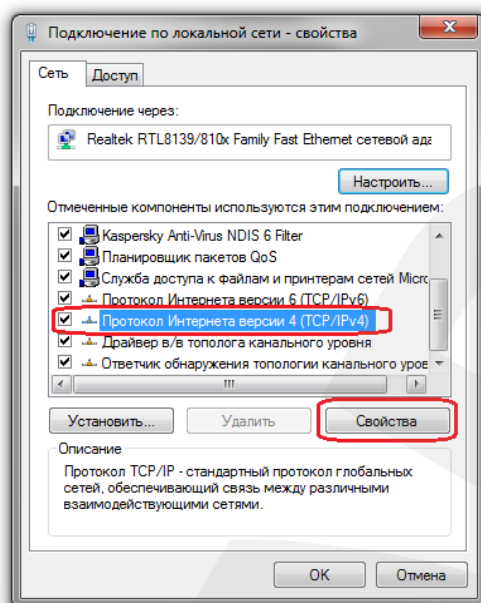 Подключение по локальной сети - свойства
Сеть Доступ
Подключение через:
Realtek RTL8139/810x Family Fast Ethernet сетевой ада
Настроить...
Отмеченные компоненты используются этим подключением:
Kaspersky Anti-Virus NDIS 6 Filter
Планировщик пакетов QoS
Служба доступа к файлам и принтерам сетей Micro
Протокол Интернета версии 6 (TCP/IPv6)
Протокол Интернета версии 4 (TCP/IPv4)
Драйвер в/в тополога канального уровня
Ответчик обнаружения топологии канального уров
Установить... Удалить Свойства
Описание
Протокол TCP/IP - стандартный протокол глобальных
сетей, обеспечивающий связь между различными
взаимодействующими сетями.
OK Отмена